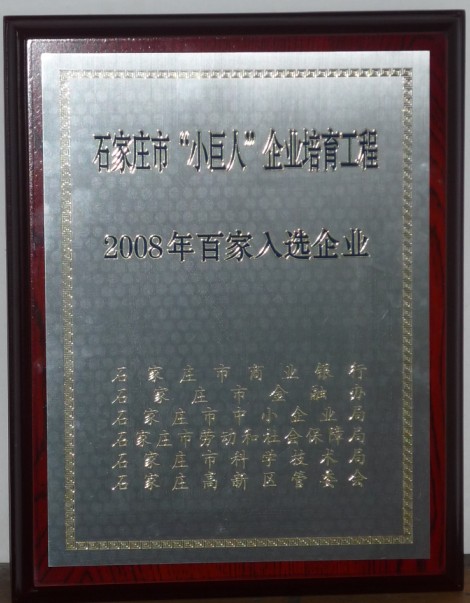 石家庄市“小巨人”企业培育工程
2008年百家入选企业
石家庄市商业银行
石家庄市金融办
石家庄市中小企业局
石家庄市劳动和社会保障局
石家庄市科学技术局
石家庄高新区管委会